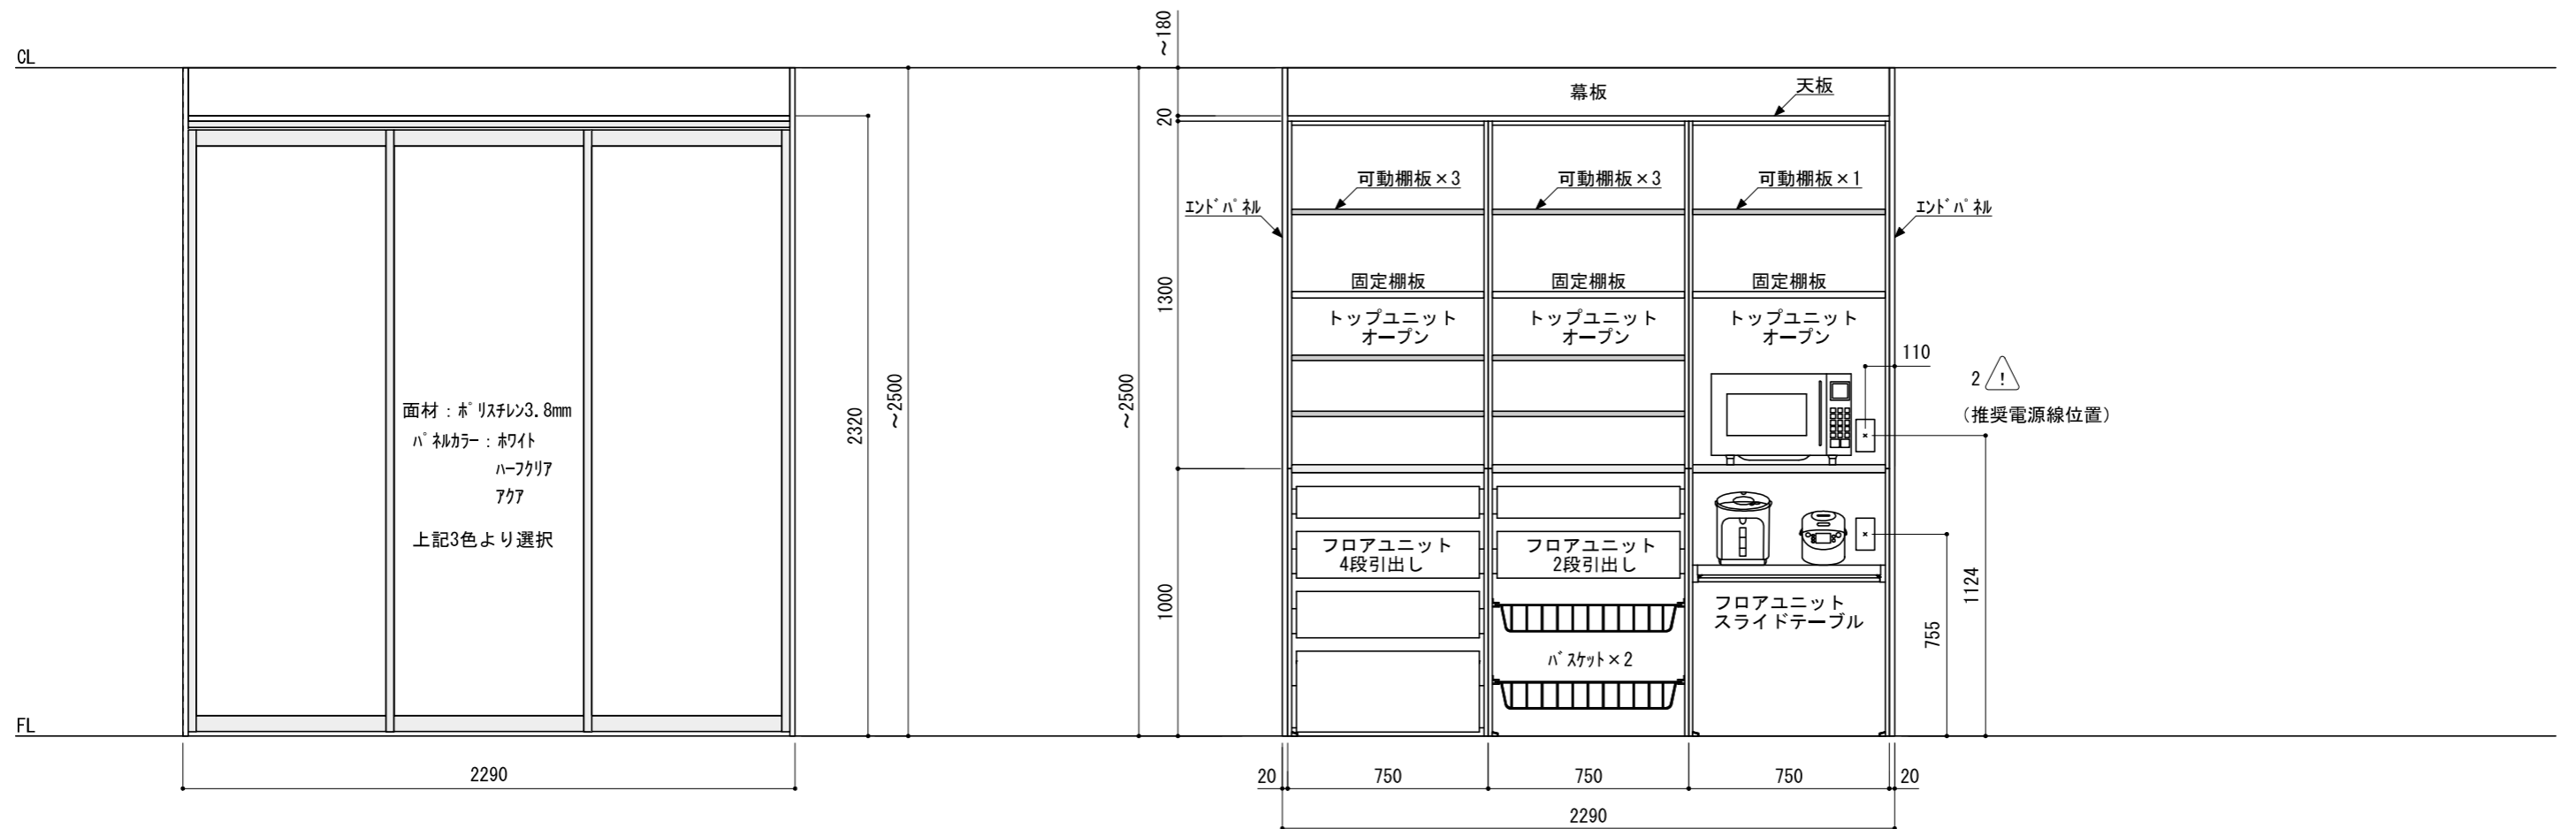 CL
FL
2290
2320
~2500
面材：ﾎﾟﾘｽﾁﾚﾝ3.8mm
ﾊﾟﾈﾙｶﾗｰ：ﾎﾜｲﾄ
ﾊｰﾌｸﾘｱ
ｱｸｱ
上記3色より選択
~2500
~180
20
1300
1000
幕板
天板
可動棚板×3
可動棚板×3
可動棚板×1
ｴﾝﾄﾞﾊﾟﾈﾙ
ｴﾝﾄﾞﾊﾟﾈﾙ
固定棚板
固定棚板
固定棚板
トップユニット
オープン
トップユニット
オープン
トップユニット
オープン
110
2
!
(推奨電源線位置)
フロアユニット
4段引出し
フロアユニット
2段引出し
フロアユニット
スライドテーブル
ﾊﾞｽｹｯﾄ×2
755
1124
20
750
750
750
20
2290